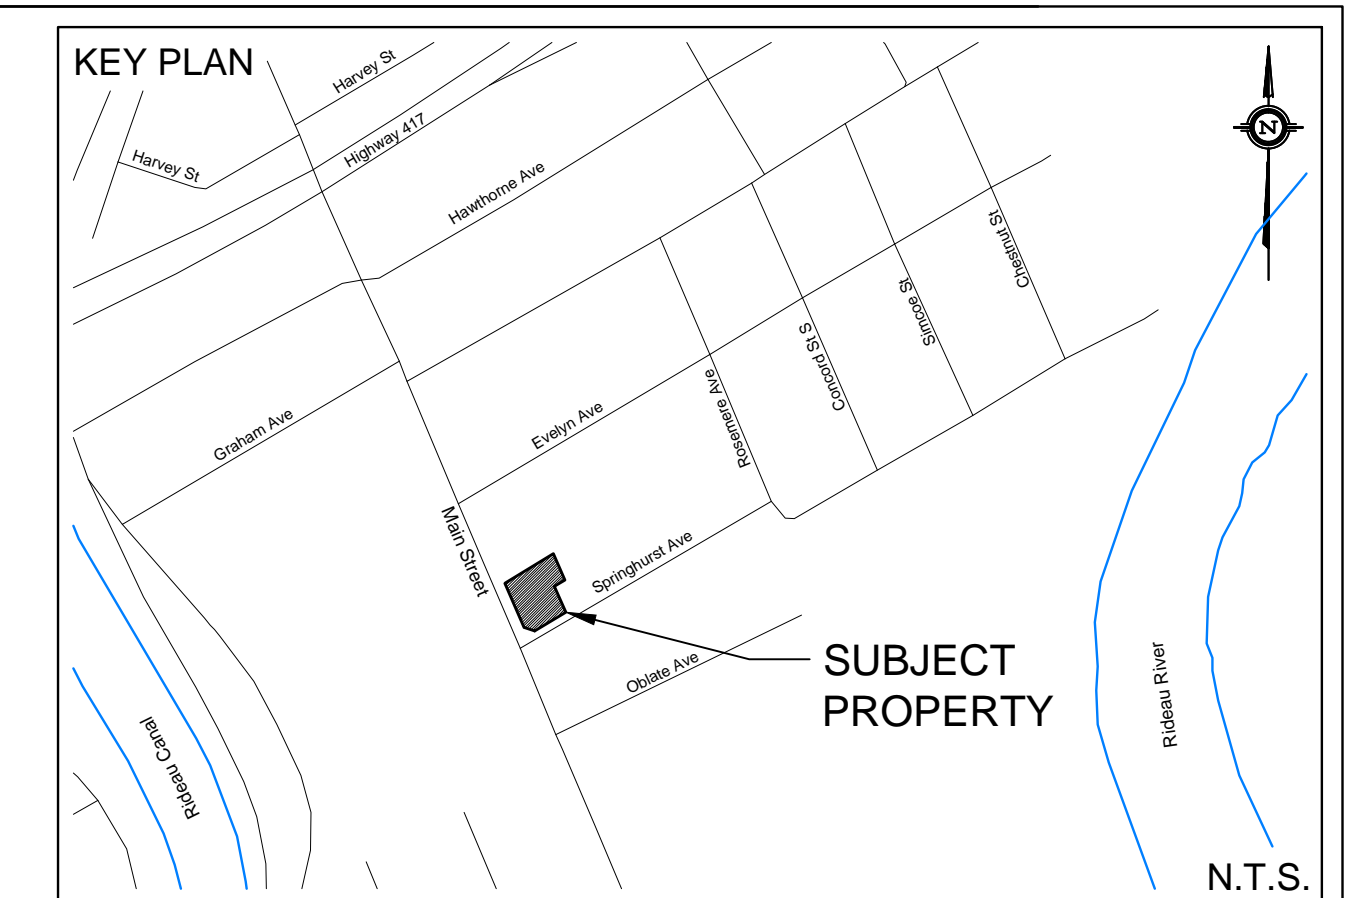 KEY PLAN
Harvey St
Harvey St
Highway 417
Hawthorne Ave
N
Chestnut St
Simcoe St
Concord St S
Rosemere Ave
Evelyn Ave
Graham Ave
Main Street
Springhurst Ave
Oblate Ave
SUBJECT
PROPERTY
Rideau River
Rideau Canal
N.T.S.